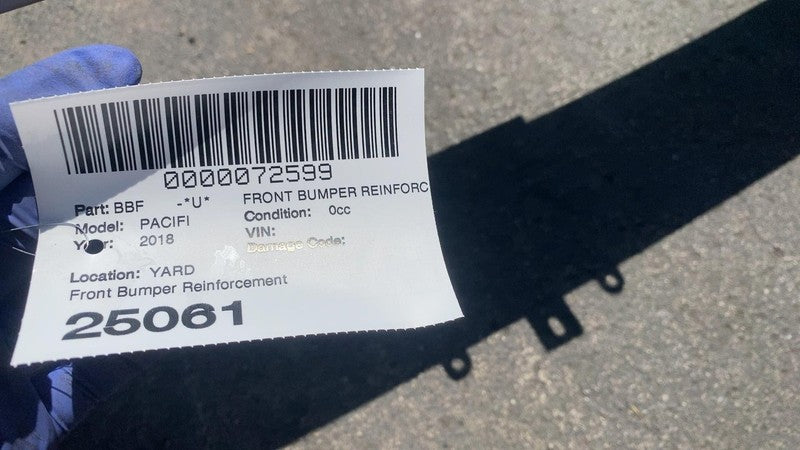 0000072599
Part: BBF -*U* FRONT BUMPER REINFORC
Model: PACIFI Condition: 0cc
Year: 2018 VIN:
Damage Code:
Location: YARD
Front Bumper Reinforcement
25061